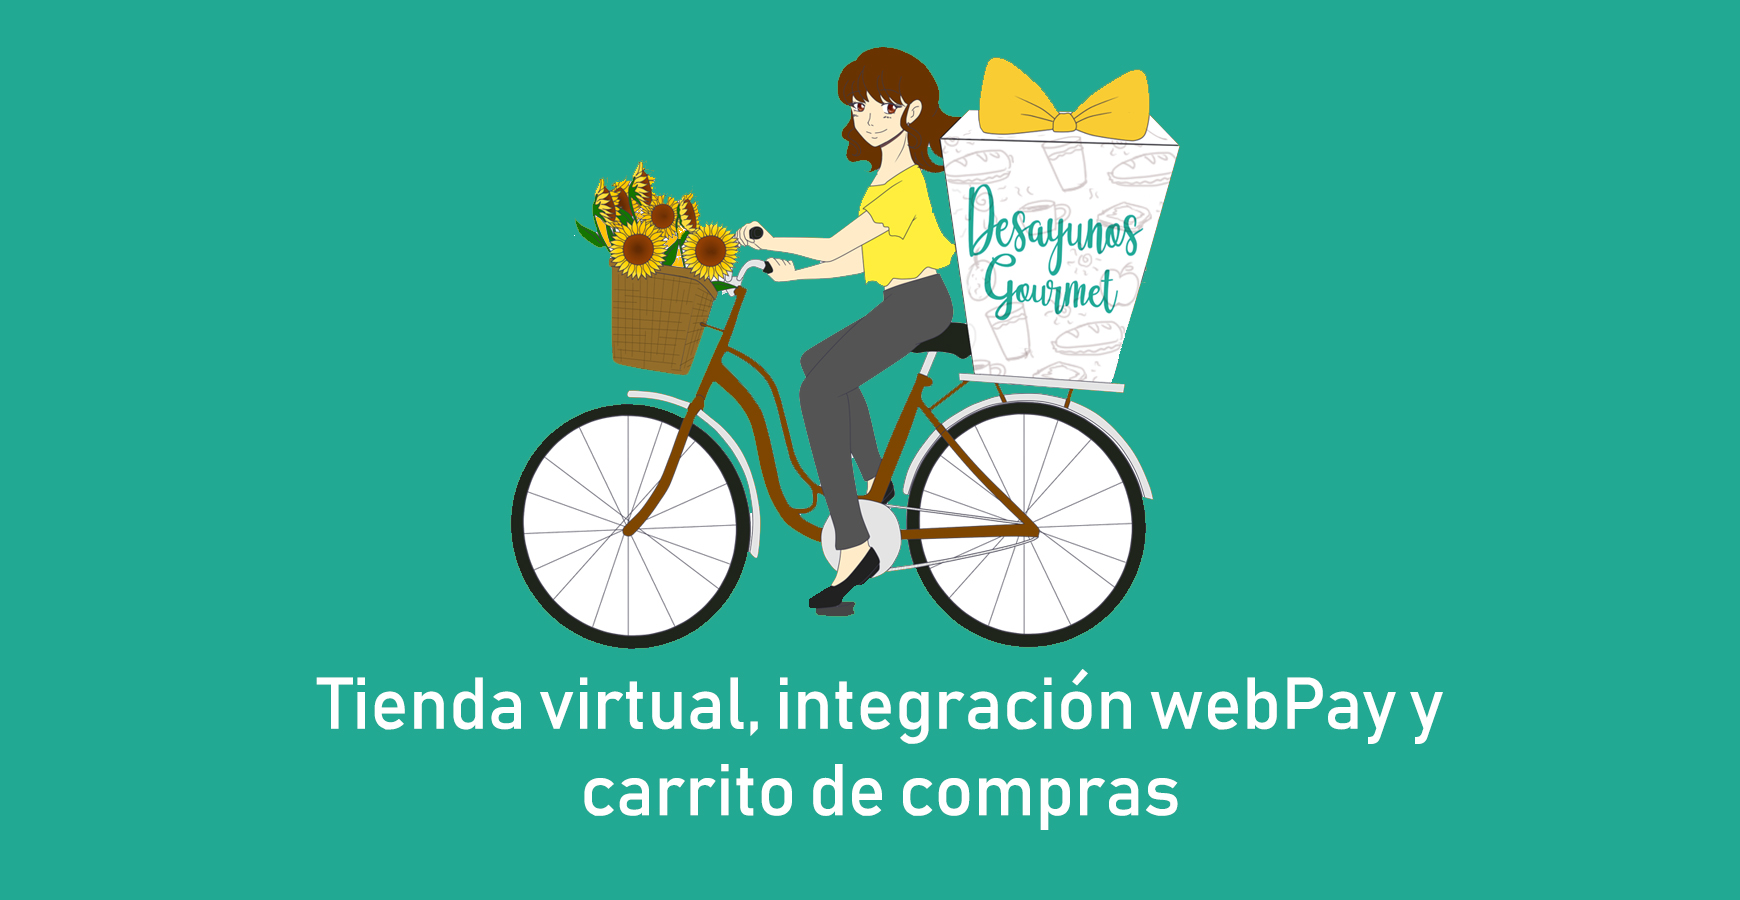 Desayunos
Gourmet
Tienda virtual, integración webPay y
carrito de compras